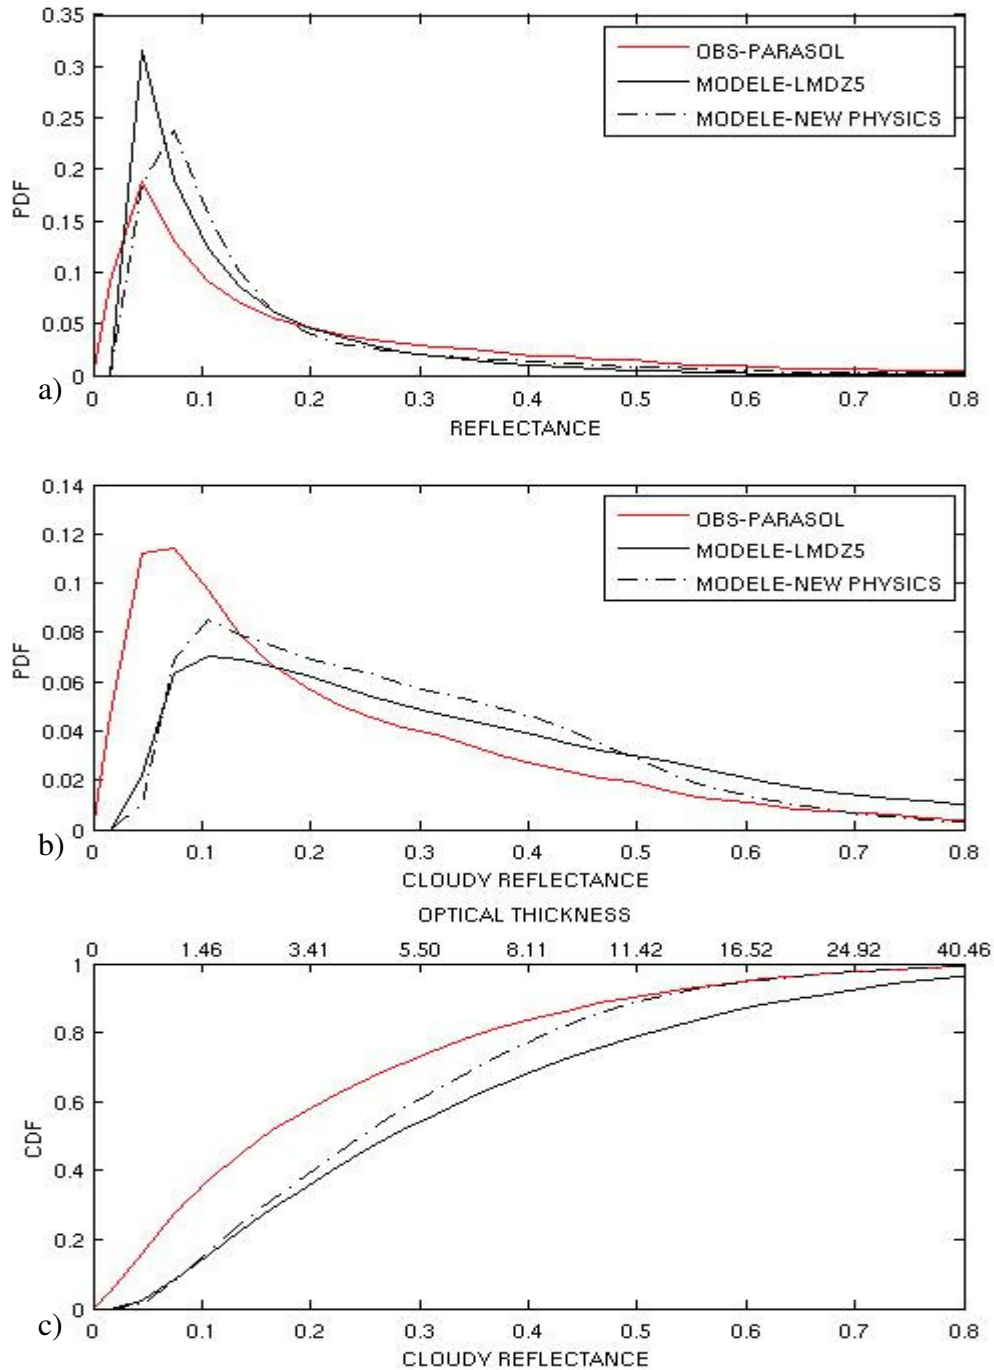 0.35
0.3
0.25
0.2
0.15
0.1
0.05
0
PDF
OBS-PARASOL
MODELE-LMDZ5
MODELE-NEW PHYSICS
a)
0 0.1 0.2 0.3 0.4 0.5 0.6 0.7 0.8
REFLECTANCE
0.14
0.12
0.1
0.08
0.06
0.04
0.02
0
PDF
OBS-PARASOL
MODELE-LMDZ5
MODELE-NEW PHYSICS
b)
0 0.1 0.2 0.3 0.4 0.5 0.6 0.7 0.8
CLOUDY REFLECTANCE
OPTICAL THICKNESS
0 1.46 3.41 5.50 8.11 11.42 16.52 24.92 40.46
1
0.8
0.6
0.4
0.2
0
CDF
c)
0 0.1 0.2 0.3 0.4 0.5 0.6 0.7 0.8
CLOUDY REFLECTANCE